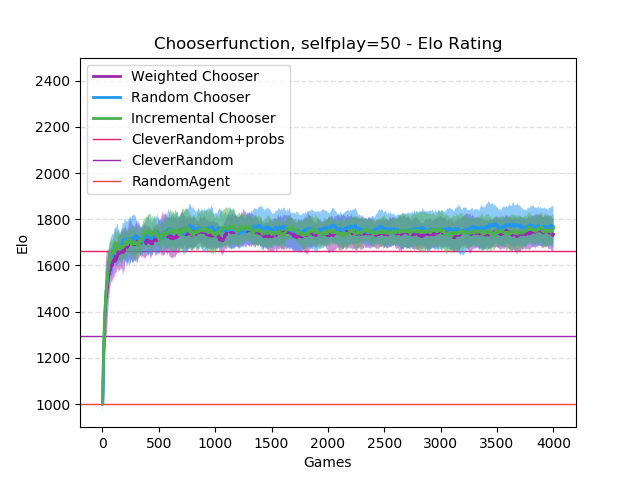 Chooserfunction, selfplay=50 - Elo Rating
Weighted Chooser
Random Chooser
Incremental Chooser
CleverRandom+probs
CleverRandom
RandomAgent
2400
2200
2000
1800
1600
1400
1200
1000
Elo
0 500 1000 1500 2000 2500 3000 3500 4000
Games